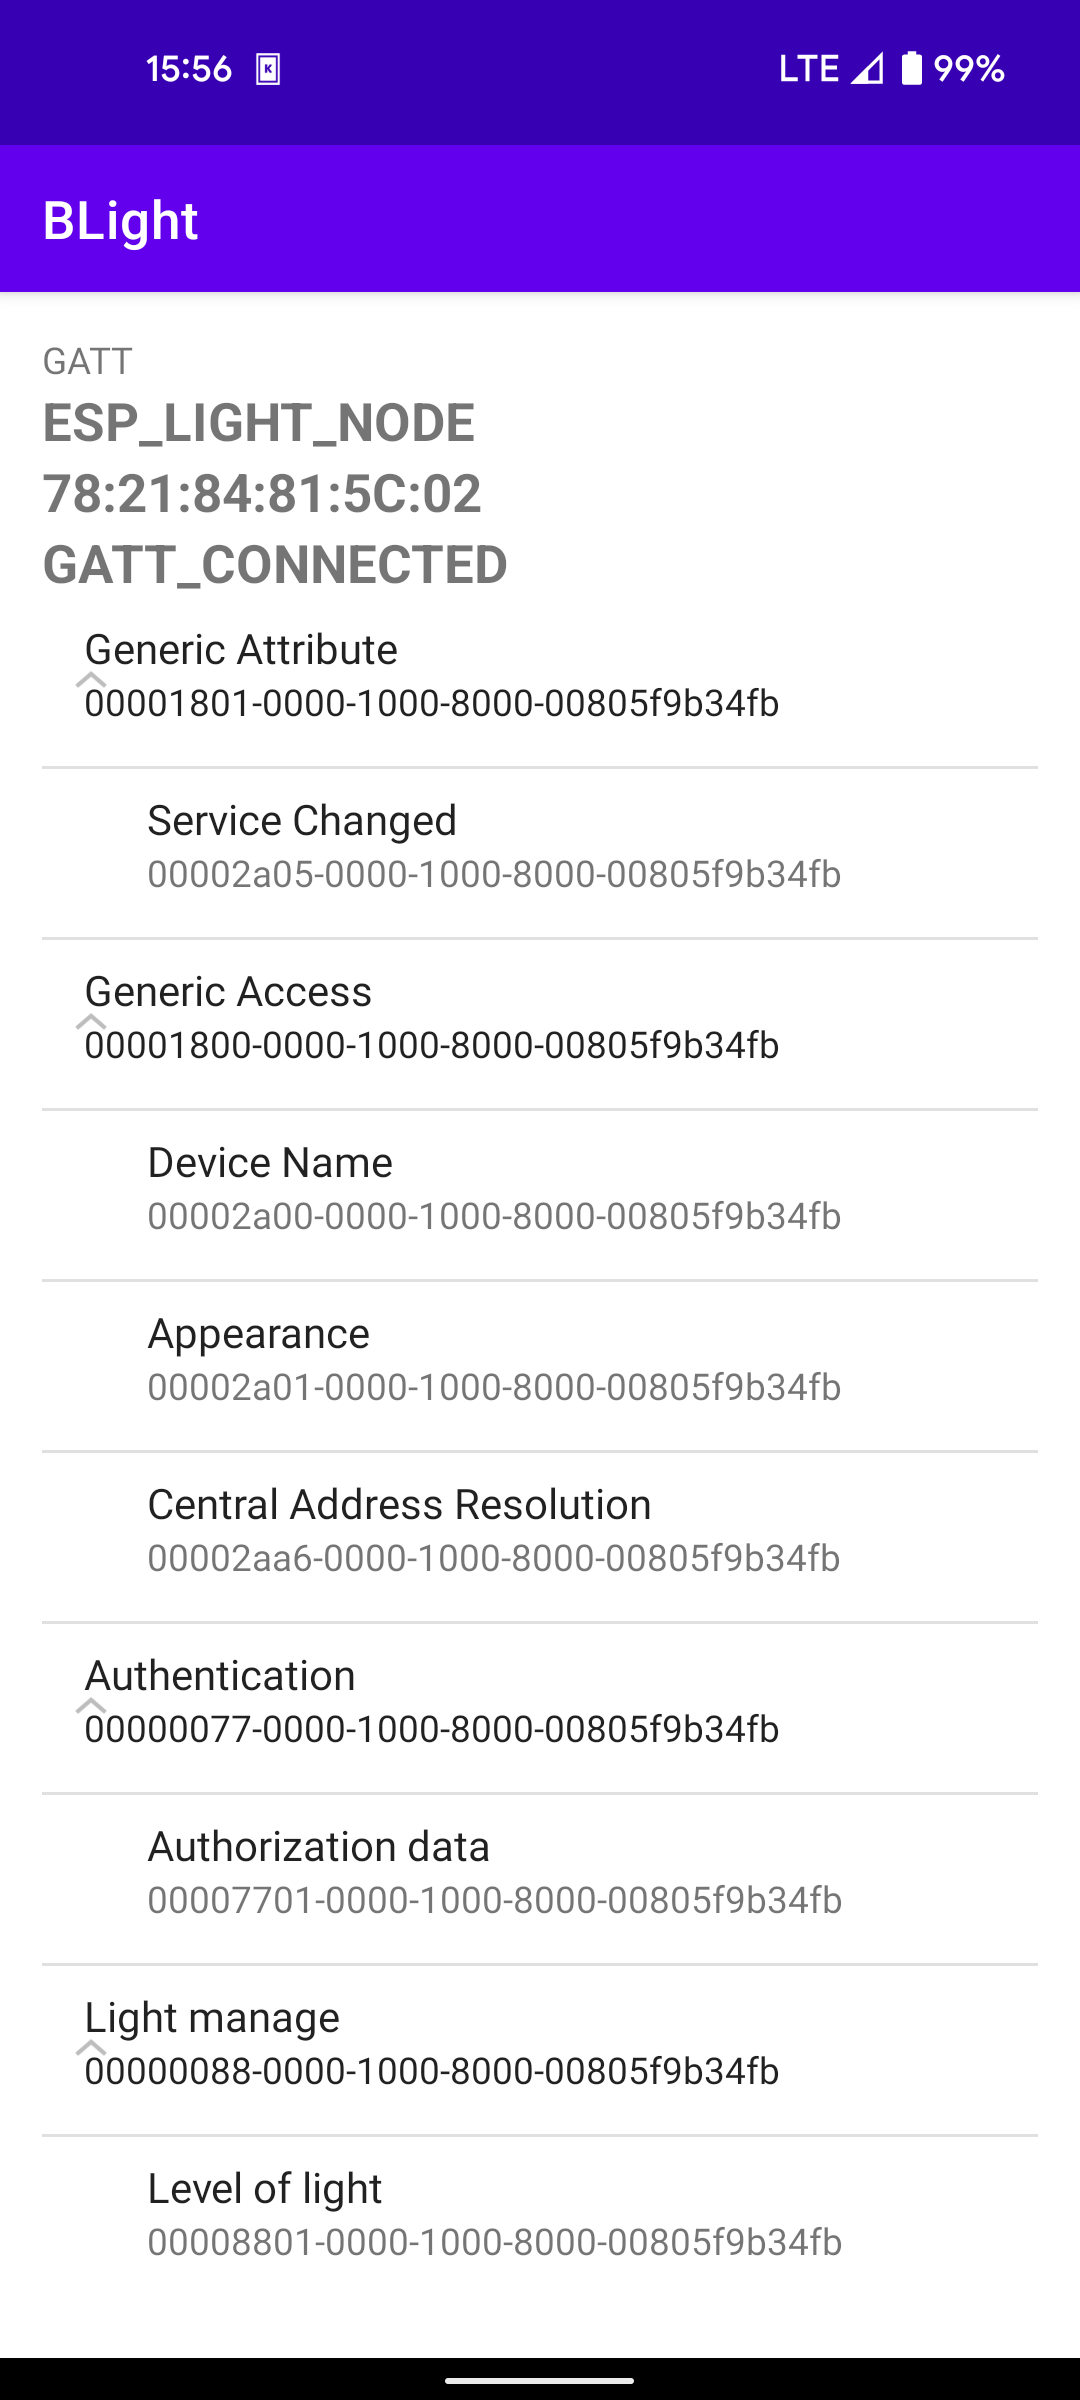 15:56 K LTE 99%
BLight
GATT
ESP_LIGHT_NODE
78:21:84:81:5C:02
GATT_CONNECTED
Generic Attribute
00001801-0000-1000-8000-00805f9b34fb
Service Changed
00002a05-0000-1000-8000-00805f9b34fb
Generic Access
00001800-0000-1000-8000-00805f9b34fb
Device Name
00002a00-0000-1000-8000-00805f9b34fb
Appearance
00002a01-0000-1000-8000-00805f9b34fb
Central Address Resolution
00002aa6-0000-1000-8000-00805f9b34fb
Authentication
00000077-0000-1000-8000-00805f9b34fb
Authorization data
00007701-0000-1000-8000-00805f9b34fb
Light manage
00000088-0000-1000-8000-00805f9b34fb
Level of light
00008801-0000-1000-8000-00805f9b34fb